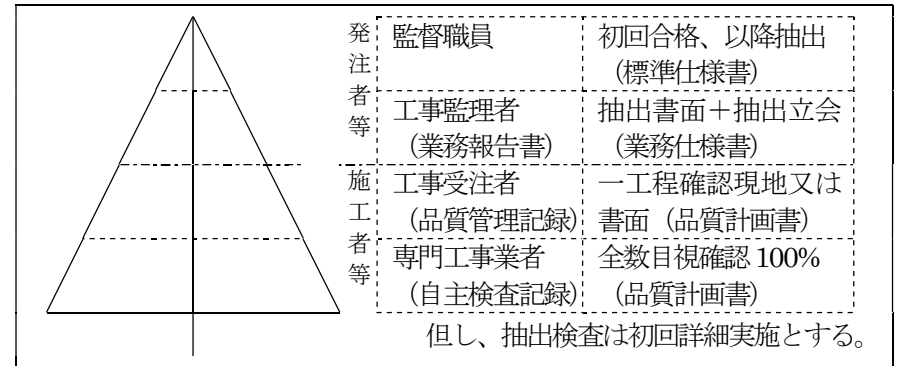 発注者等
監督職員
初回合格、以降抽出
（標準仕様書）
工事監理者
（業務報告書）
抽出書面＋抽出立会
（業務仕様書）
施工者等
工事受注者
（品質管理記録）
一工程確認現地又は
書面（品質計画書）
専門工事業者
（自主検査記録）
全数目視確認 100%
（品質計画書）
但し、抽出検査は初回詳細実施とする。